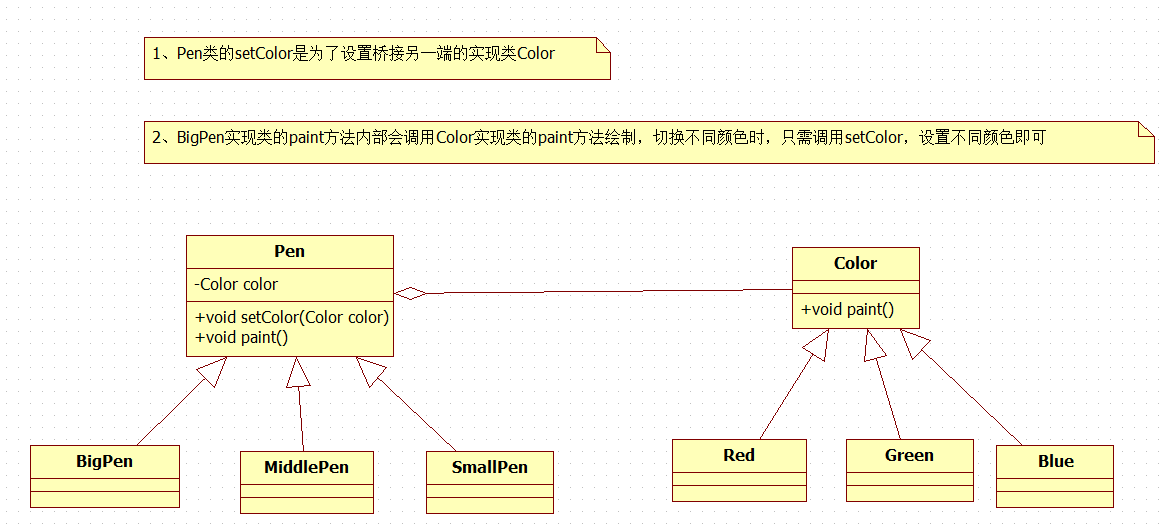 1、Pen类的setColor是为了设置桥接另一端的实现类Color
2、BigPen实现类的paint方法内部会调用Color实现类的paint方法绘制，切换不同颜色时，只需调用setColor，设置不同颜色即可
Pen
-Color color
+void setColor(Color color)
+void paint()
Color
+void paint()
BigPen
MiddlePen
SmallPen
Red
Green
Blue